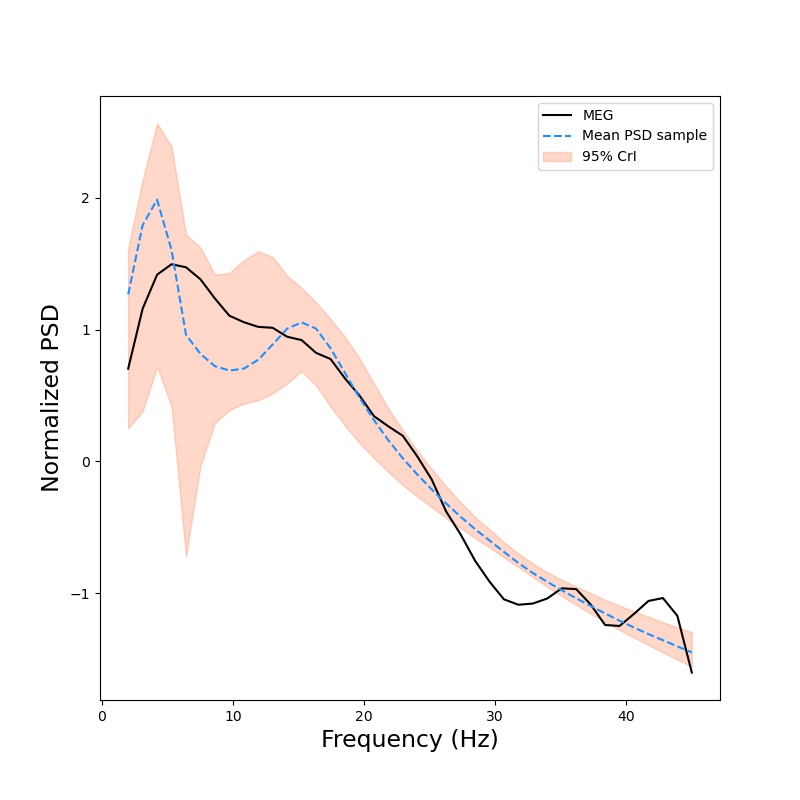 MEG
Mean PSD sample
95% CrI
Normalized PSD
2
1
0
−1
0 10 20 30 40
Frequency (Hz)